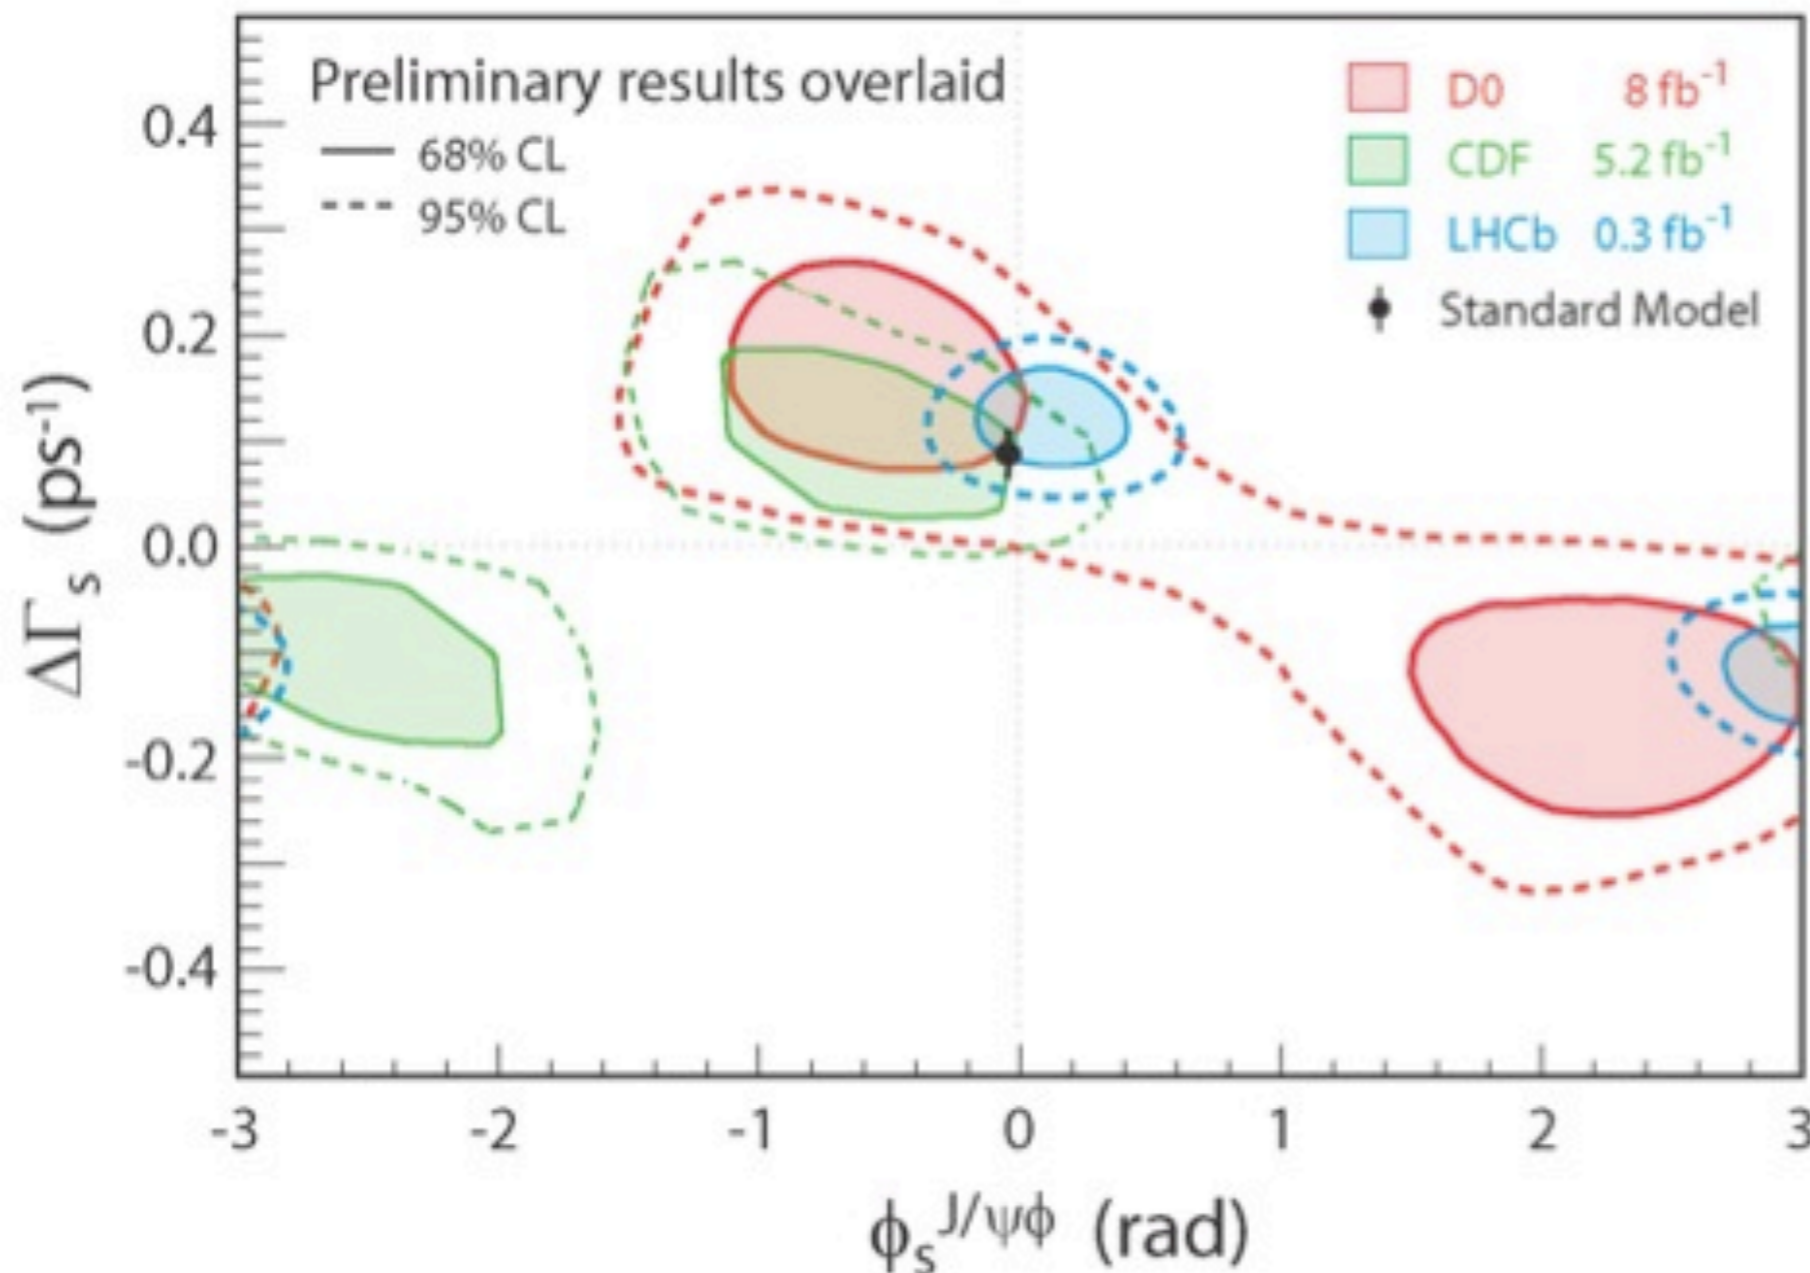 Preliminary results overlaid
68% CL
95% CL
D0 8 fb⁻¹
CDF 5.2 fb⁻¹
LHCb 0.3 fb⁻¹
Standard Model
0.4
0.2
0.0
-0.2
-0.4
ΔΓs (ps⁻¹)
-3 -2 -1 0 1 2 3
ϕs J/ψϕ (rad)